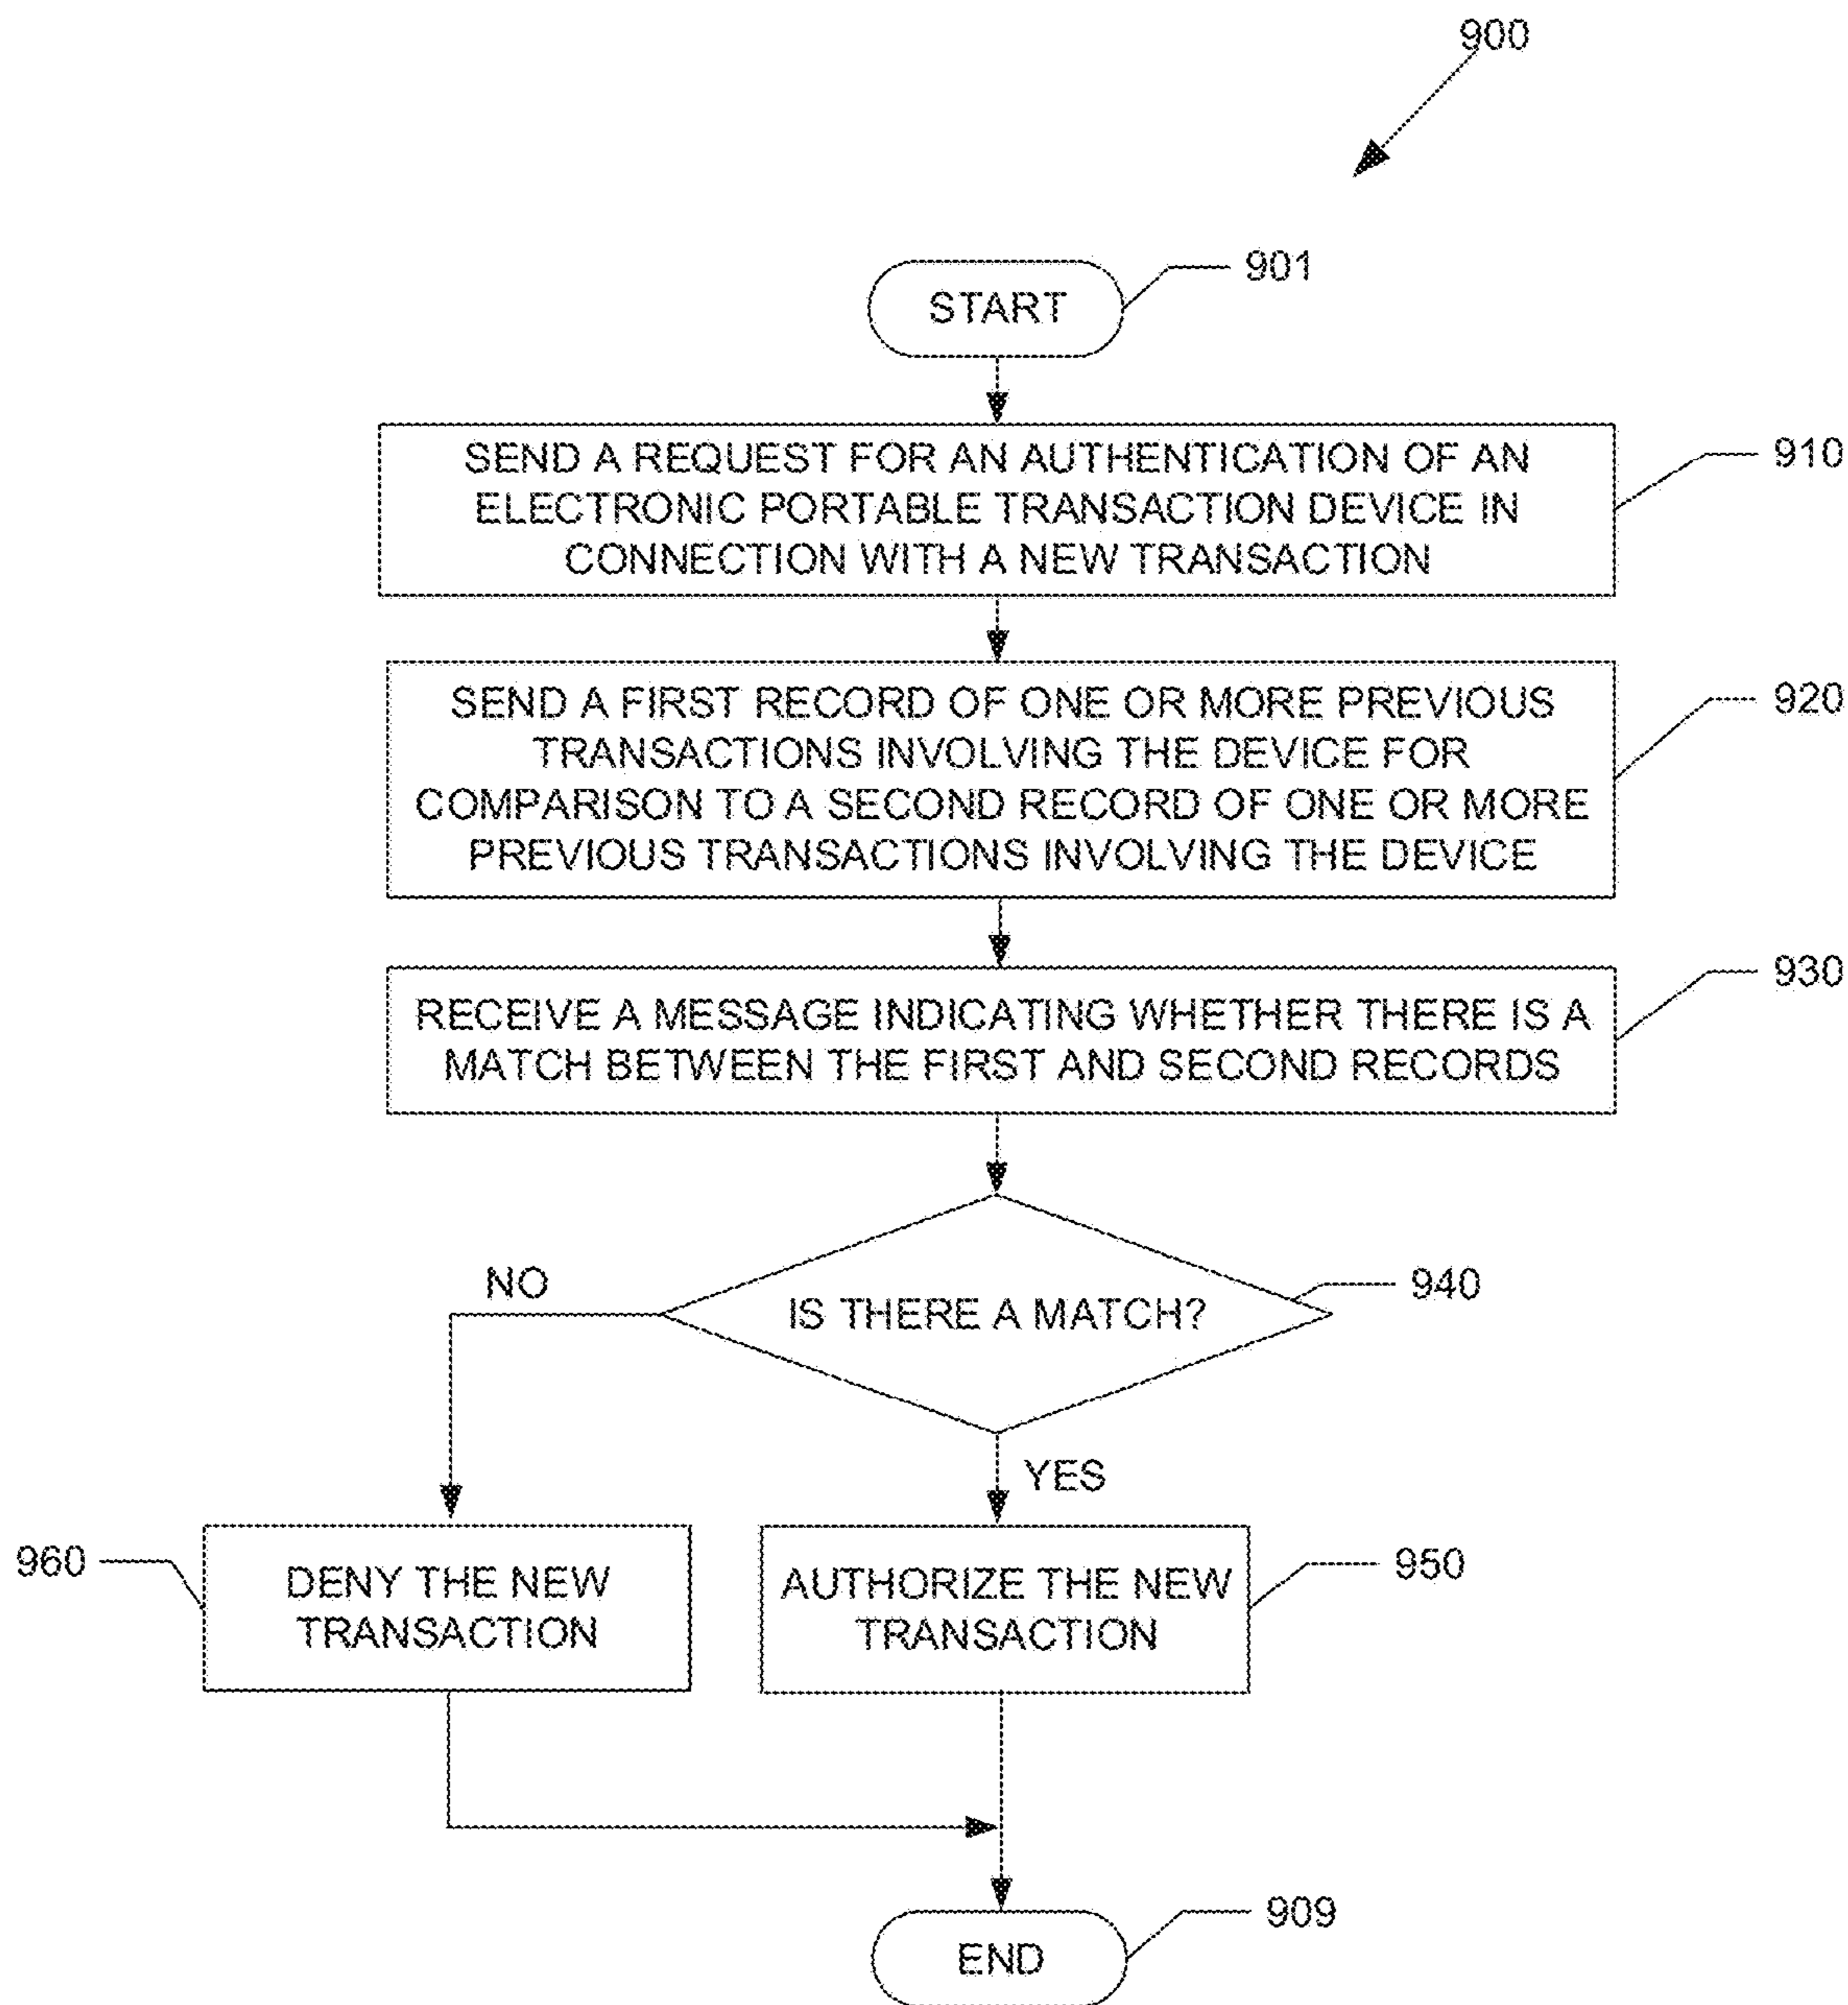 900
START
901
SEND A REQUEST FOR AN AUTHENTICATION OF AN
ELECTRONIC PORTABLE TRANSACTION DEVICE IN
CONNECTION WITH A NEW TRANSACTION
910
SEND A FIRST RECORD OF ONE OR MORE PREVIOUS
TRANSACTIONS INVOLVING THE DEVICE FOR
COMPARISON TO A SECOND RECORD OF ONE OR MORE
PREVIOUS TRANSACTIONS INVOLVING THE DEVICE
920
RECEIVE A MESSAGE INDICATING WHETHER THERE IS A
MATCH BETWEEN THE FIRST AND SECOND RECORDS
930
IS THERE A MATCH?
940
NO
YES
960
DENY THE NEW
TRANSACTION
AUTHORIZE THE NEW
TRANSACTION
950
END
909